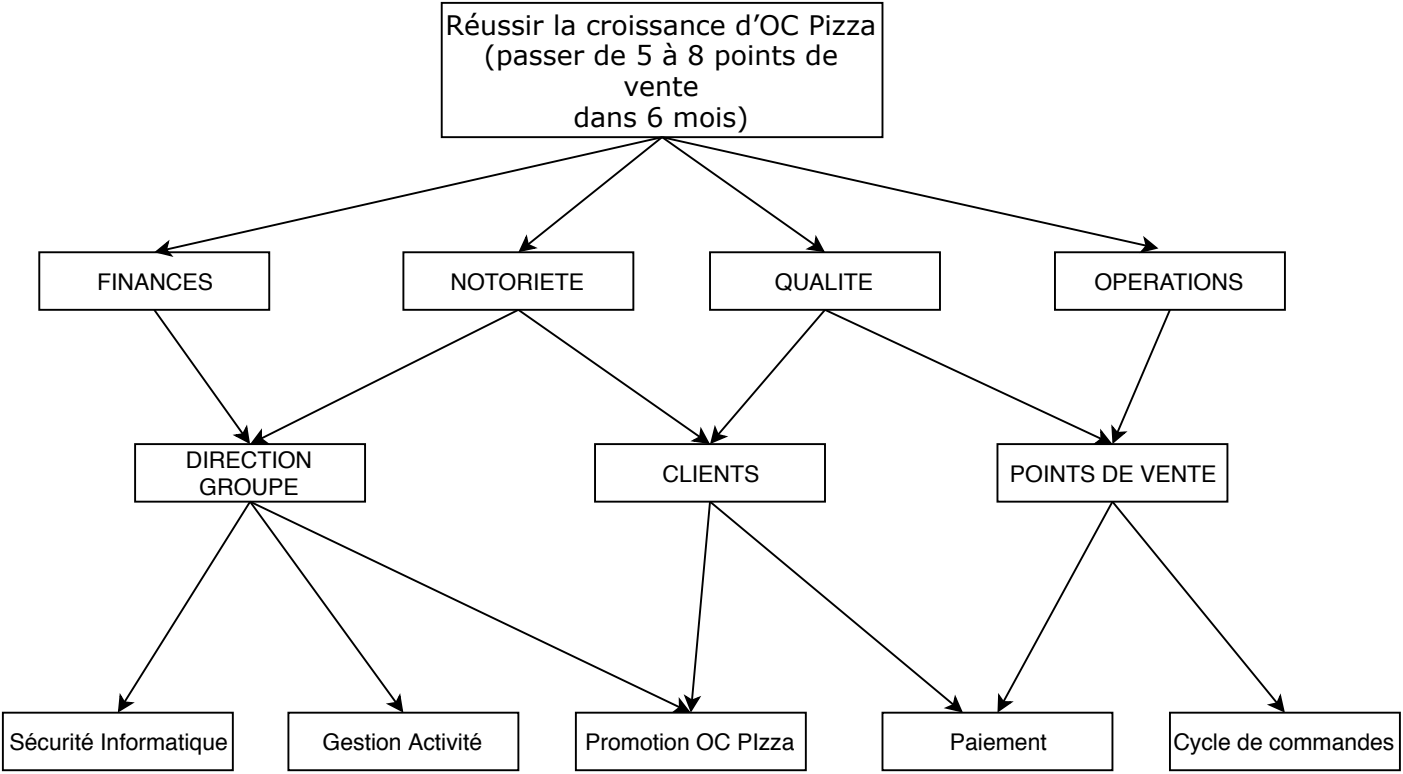 Réussir la croissance d’OC Pizza
(passer de 5 à 8 points de
vente
dans 6 mois)
FINANCES
NOTORIETE
QUALITE
OPERATIONS
DIRECTION
GROUPE
CLIENTS
POINTS DE VENTE
Sécurité Informatique
Gestion Activité
Promotion OC PIzza
Paiement
Cycle de commandes